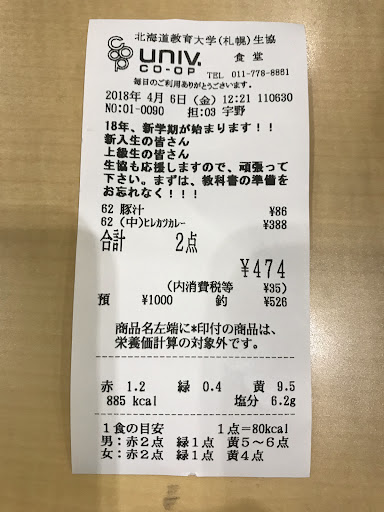 北海道教育大学(札幌)生協
CO-OP UNIV. CO-OP 食堂
TEL 011-778-8861
毎日のご利用ありがとうございます。
2018年 4月 6日(金) 12:21 110630
NO:01-0090 担:03 宇野
18年、新学期が始まります！！
新入生の皆さん
上級生の皆さん
生協も応援しますので、頑張って
下さい。まずは、教科書の準備を
お忘れなく！！！
62 豚汁 ¥86
62 (中)ヒレカツカレー ¥388
合計 2点
¥474
(内消費税等 ¥35)
預 ¥1000 釣 ¥526
商品名左端に*印付の商品は、
栄養価計算の対象外です。
赤 1.2 緑 0.4 黄 9.5
885 kcal 塩分 6.2g
1食の目安 1点=80kcal
男:赤2点 緑1点 黄5～6点
女:赤2点 緑1点 黄4点